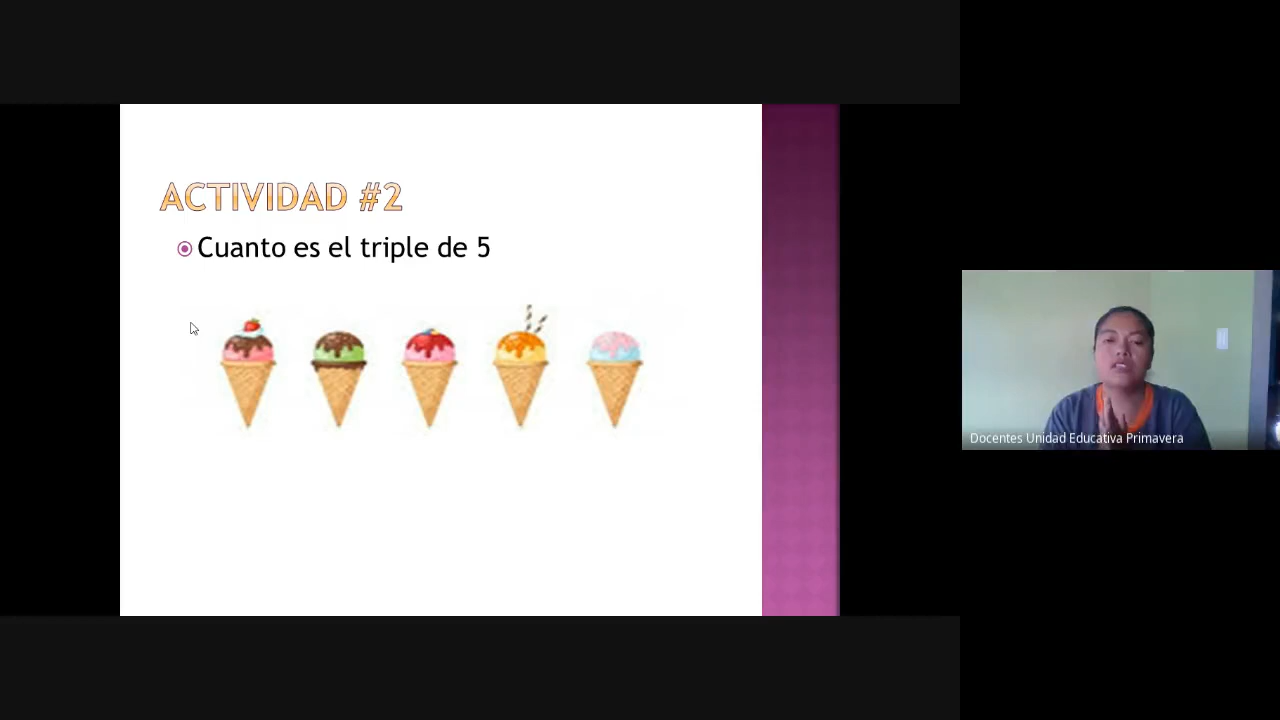 ACTIVIDAD #2
Cuanto es el triple de 5
Docentes Unidad Educativa Primavera